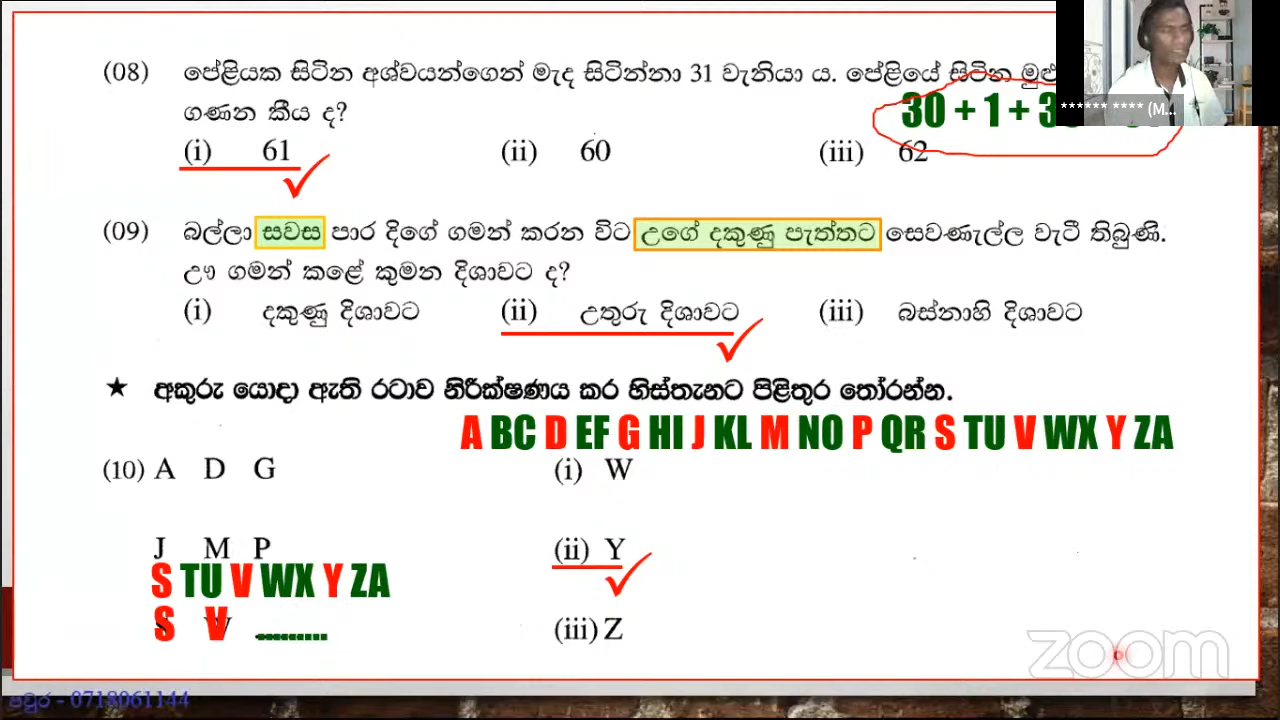 (08) පේළියක සිටින අශ්වයන්ගෙන් මැද සිටින්නා 31 වැනියා ය. පේළියේ සිටින මුළු
ගණන කීය ද?
30 + 1 +
****** **** (M...
(i) 61 (ii) 60 (iii) 62
(09) බල්ලා සවස පාර දිගේ ගමන් කරන විට උගේ දකුණු පැත්තට සෙවණැල්ල වැටී තිබුණි.
ඌ ගමන් කළේ කුමන දිශාවට ද?
(i) දකුණු දිශාවට (ii) උතුරු දිශාවට (iii) බස්නාහි දිශාවට
★ අකුරු යොදා ඇති රටාව නිරීක්ෂණය කර හිස්තැනට පිළිතුර තෝරන්න.
A BC D EF G HI J KL M NO P QR S TU V WX Y ZA
(10) A D G (i) W
J M P (ii) Y
S TU V WX Y ZA
S V .......... (iii) Z
zoom
පවුර - 0718061144